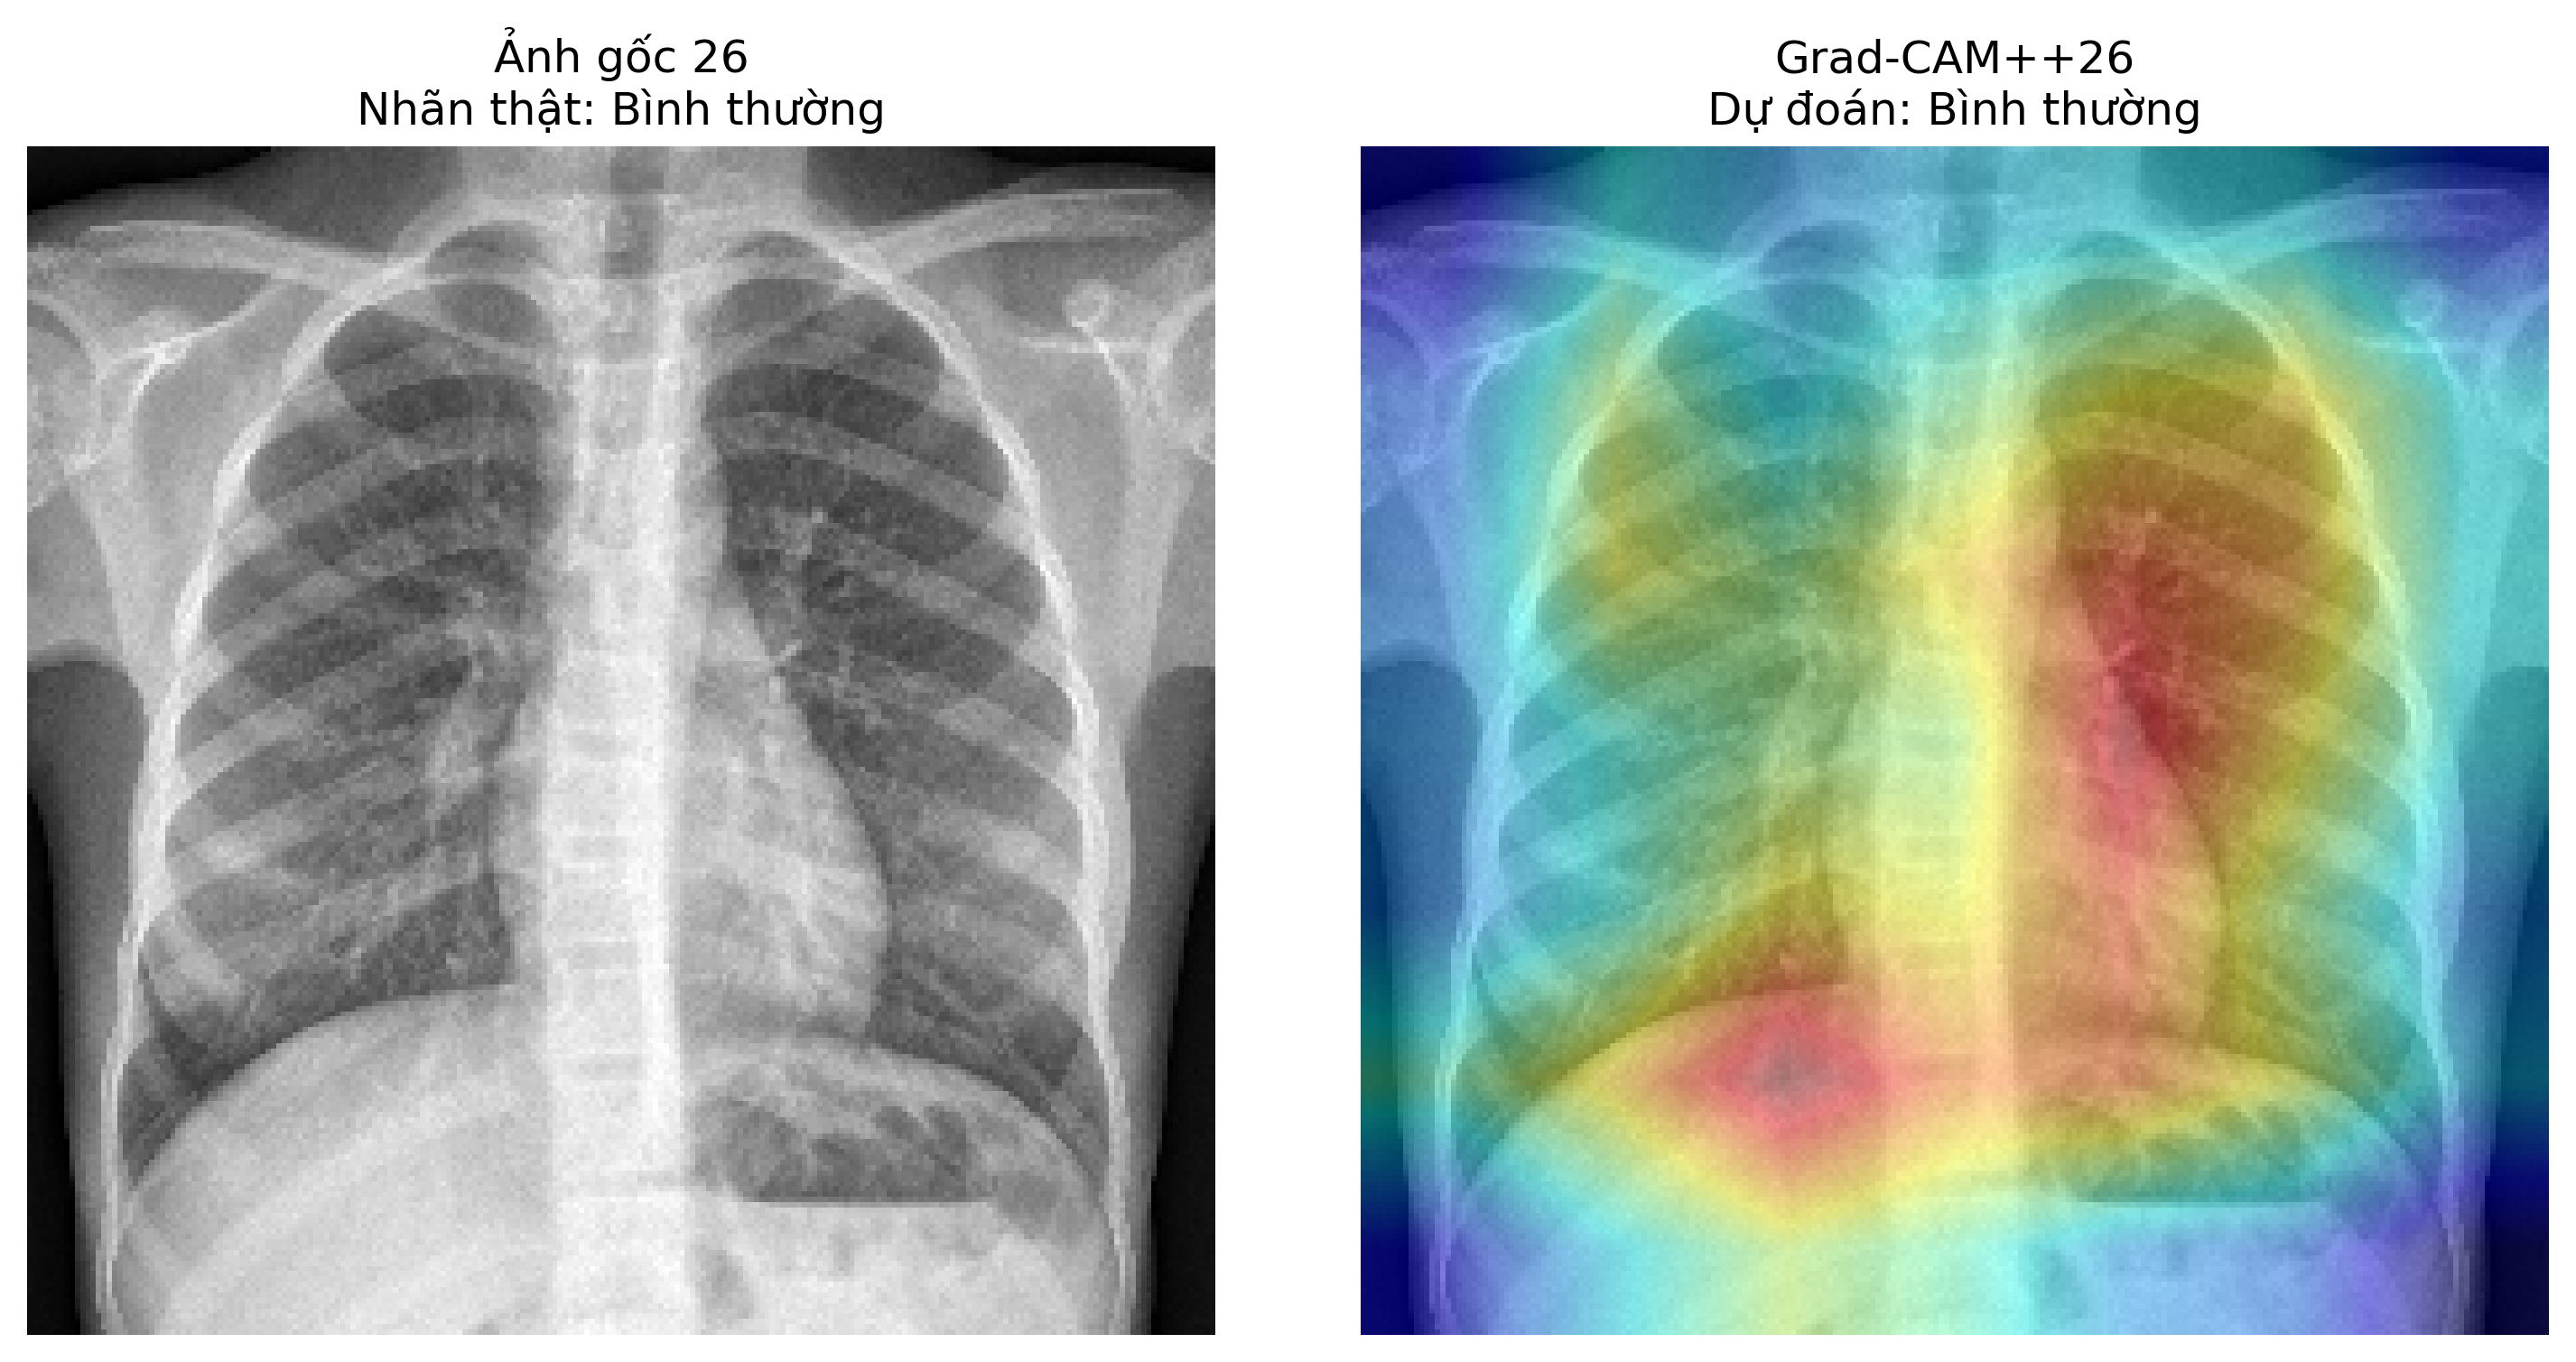 Ảnh gốc 26
Nhãn thật: Bình thường
Grad-CAM++26
Dự đoán: Bình thường